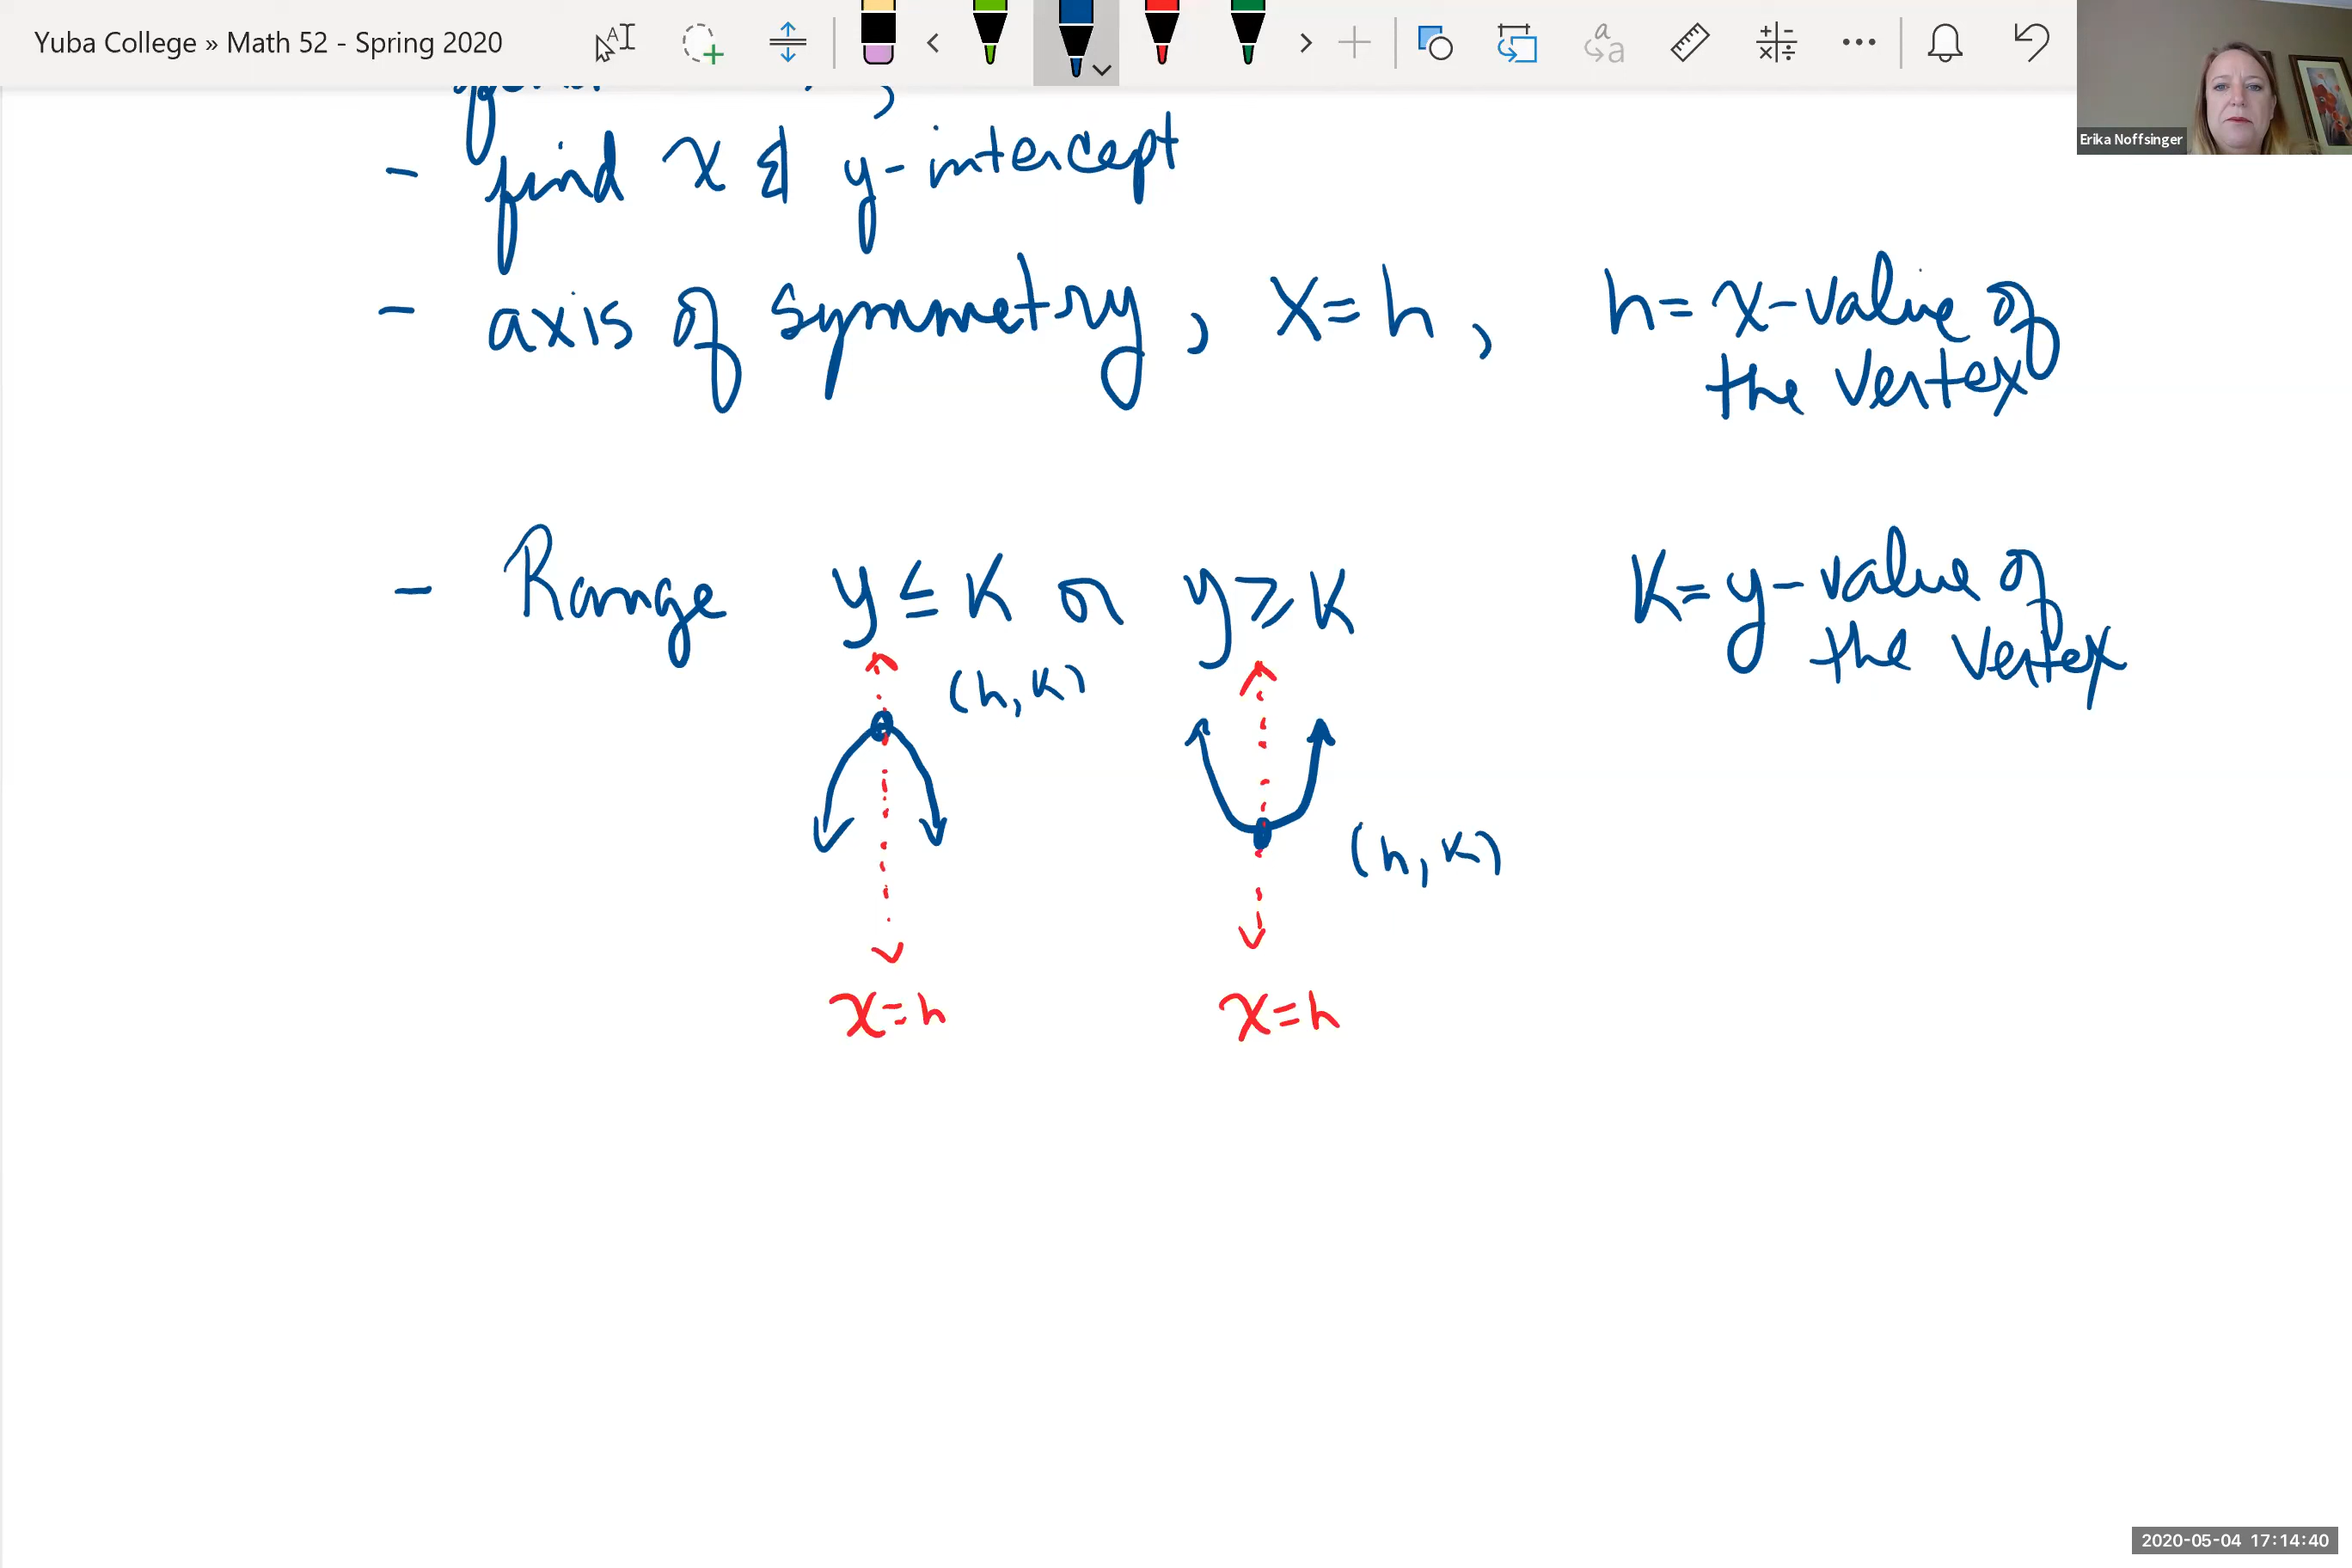 Yuba College » Math 52 - Spring 2020
Erika Noffsinger
- find x & y-intercept
- axis of symmetry, x=h, h= x-value of
the vertex
- Range y≤K or y≥K K= y-value of
the vertex
(h,K)
(h,K)
x=h x=h
2020-05-04 17:14:40